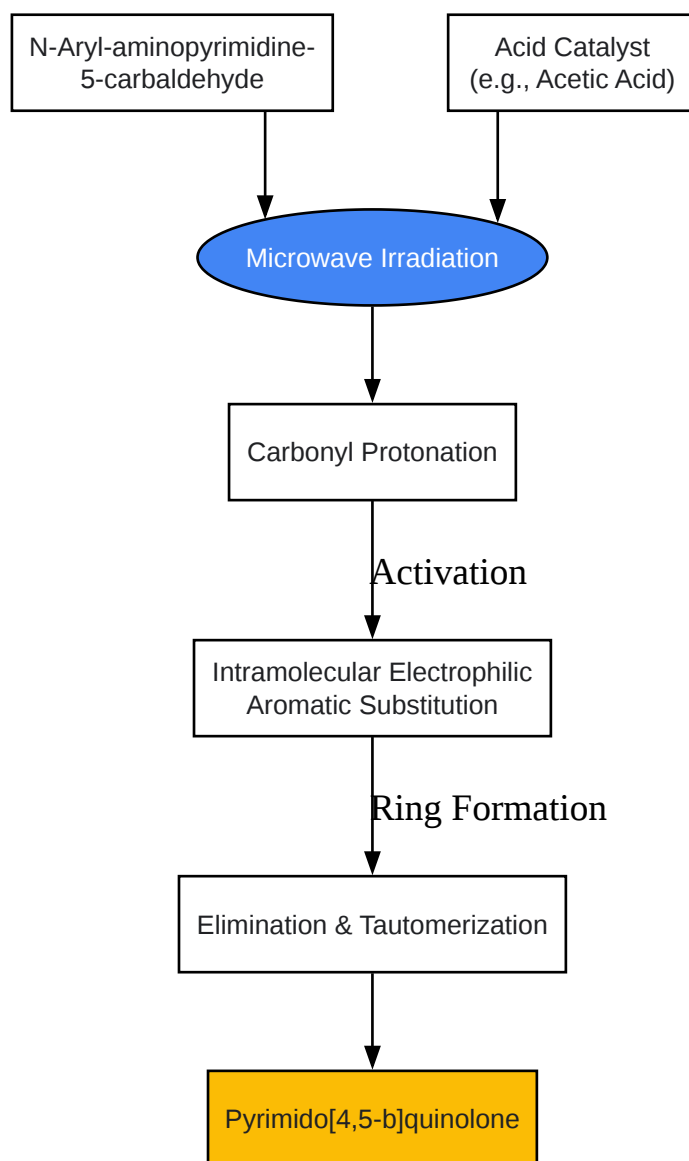 N-Aryl-aminopyrimidine-
5-carbaldehyde
Acid Catalyst
(e.g., Acetic Acid)
Microwave Irradiation
Carbonyl Protonation
Activation
Intramolecular Electrophilic
Aromatic Substitution
Ring Formation
Elimination & Tautomerization
Pyrimido[4,5-b]quinolone